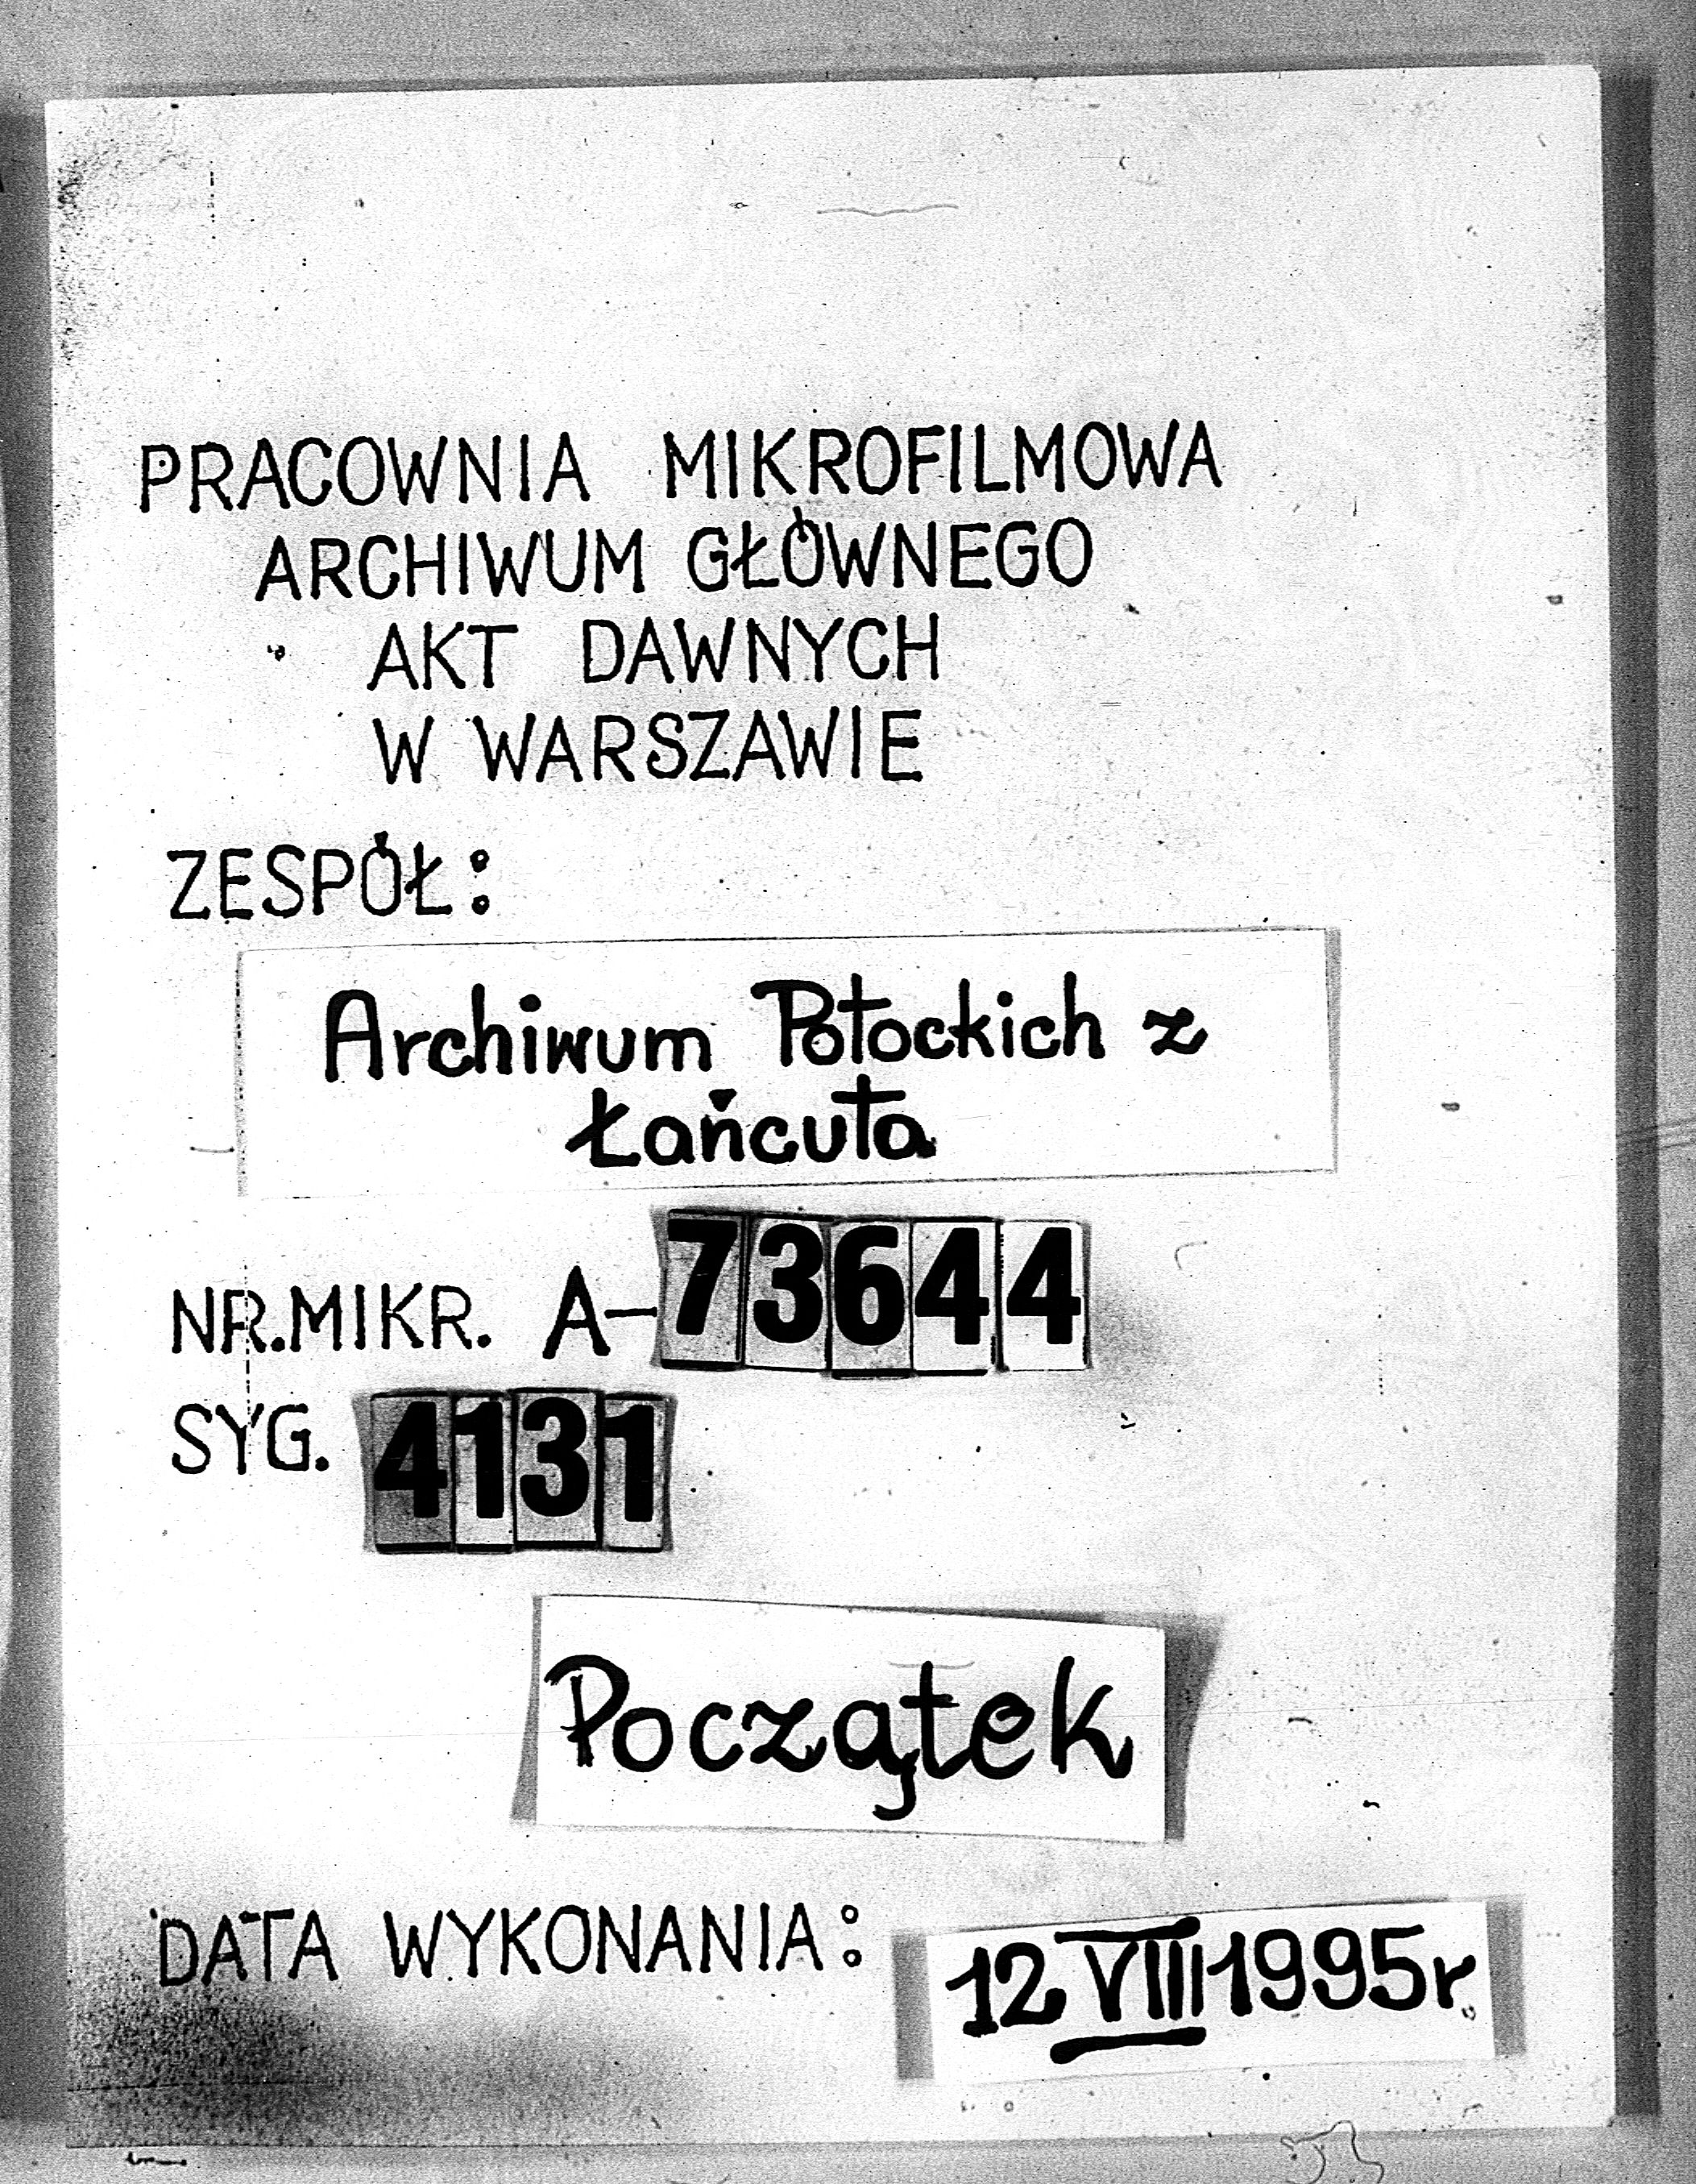 PRACOWNIA MIKROFILMOWA
ARCHIWUM GŁÓWNEGO
AKT DAWNYCH
W WARSZAWIE
ZESPÓŁ:
Archiwum Potockich z
Łańcuta
NR.MIKR. A-73644
SYG. 4131
Początek
DATA WYKONANIA: 12 VIII 1995r.